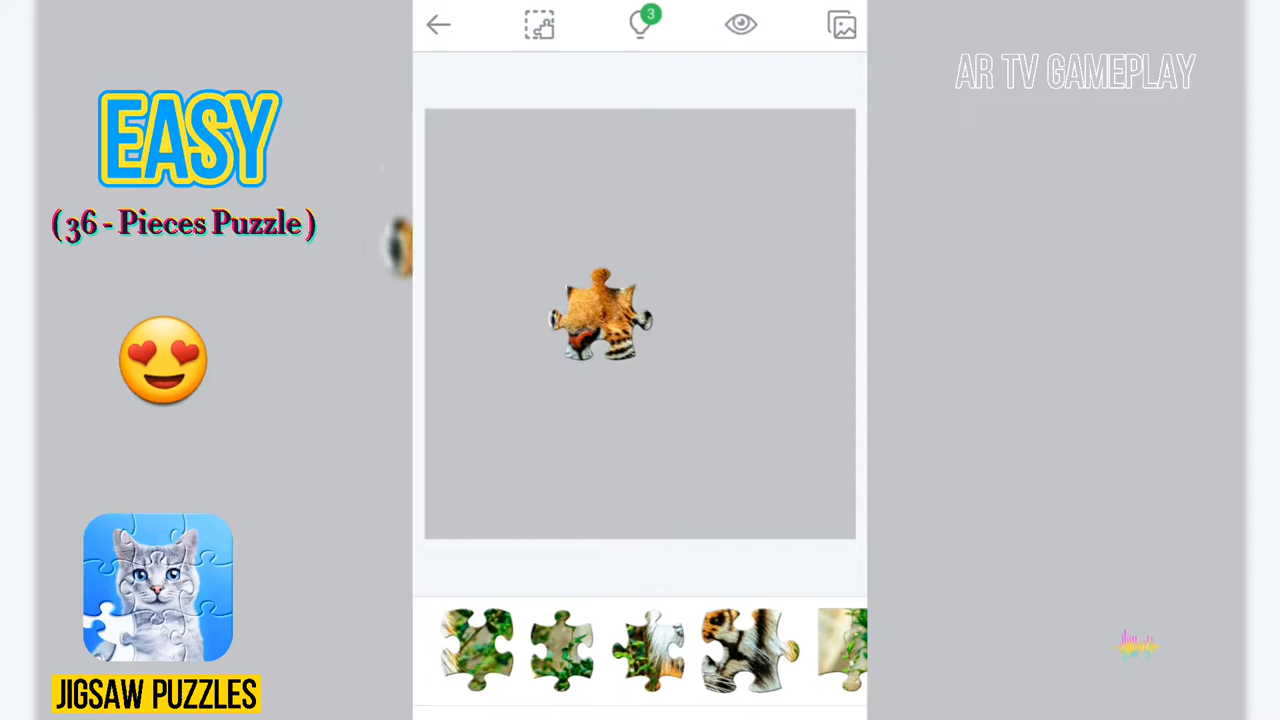 3
AR TV GAMEPLAY
EASY
( 36 - Pieces Puzzle )
JIGSAW PUZZLES